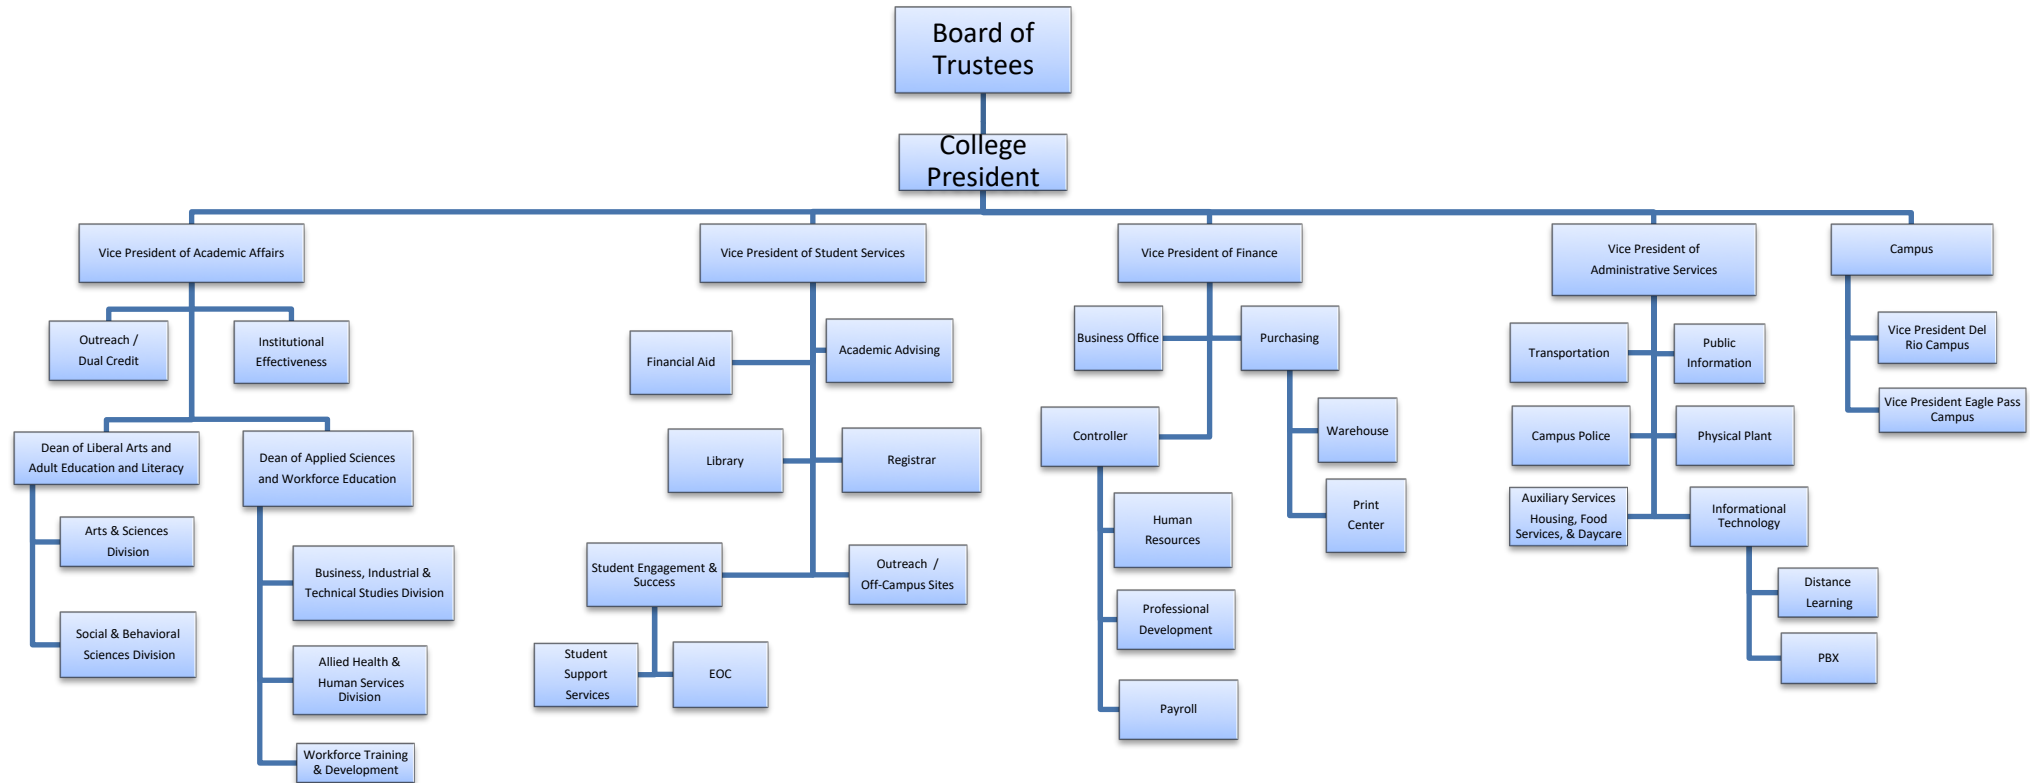 Board of
Trustees
College
President
Vice President of Academic Affairs
Vice President of Student Services
Vice President of Finance
Vice President of
Administrative Services
Campus
Outreach /
Dual Credit
Institutional
Effectiveness
Dean of Liberal Arts and
Adult Education and Literacy
Dean of Applied Sciences
and Workforce Education
Arts & Sciences
Division
Social & Behavioral
Sciences Division
Business, Industrial &
Technical Studies Division
Allied Health &
Human Services
Division
Workforce Training
& Development
Financial Aid
Academic Advising
Library
Registrar
Student Engagement &
Success
Outreach /
Off-Campus Sites
Student
Support
Services
EOC
Business Office
Purchasing
Controller
Warehouse
Print
Center
Human
Resources
Professional
Development
Payroll
Transportation
Public
Information
Campus Police
Physical Plant
Auxiliary Services
Housing, Food
Services, & Daycare
Informational
Technology
Distance
Learning
PBX
Vice President Del
Rio Campus
Vice President Eagle Pass
Campus